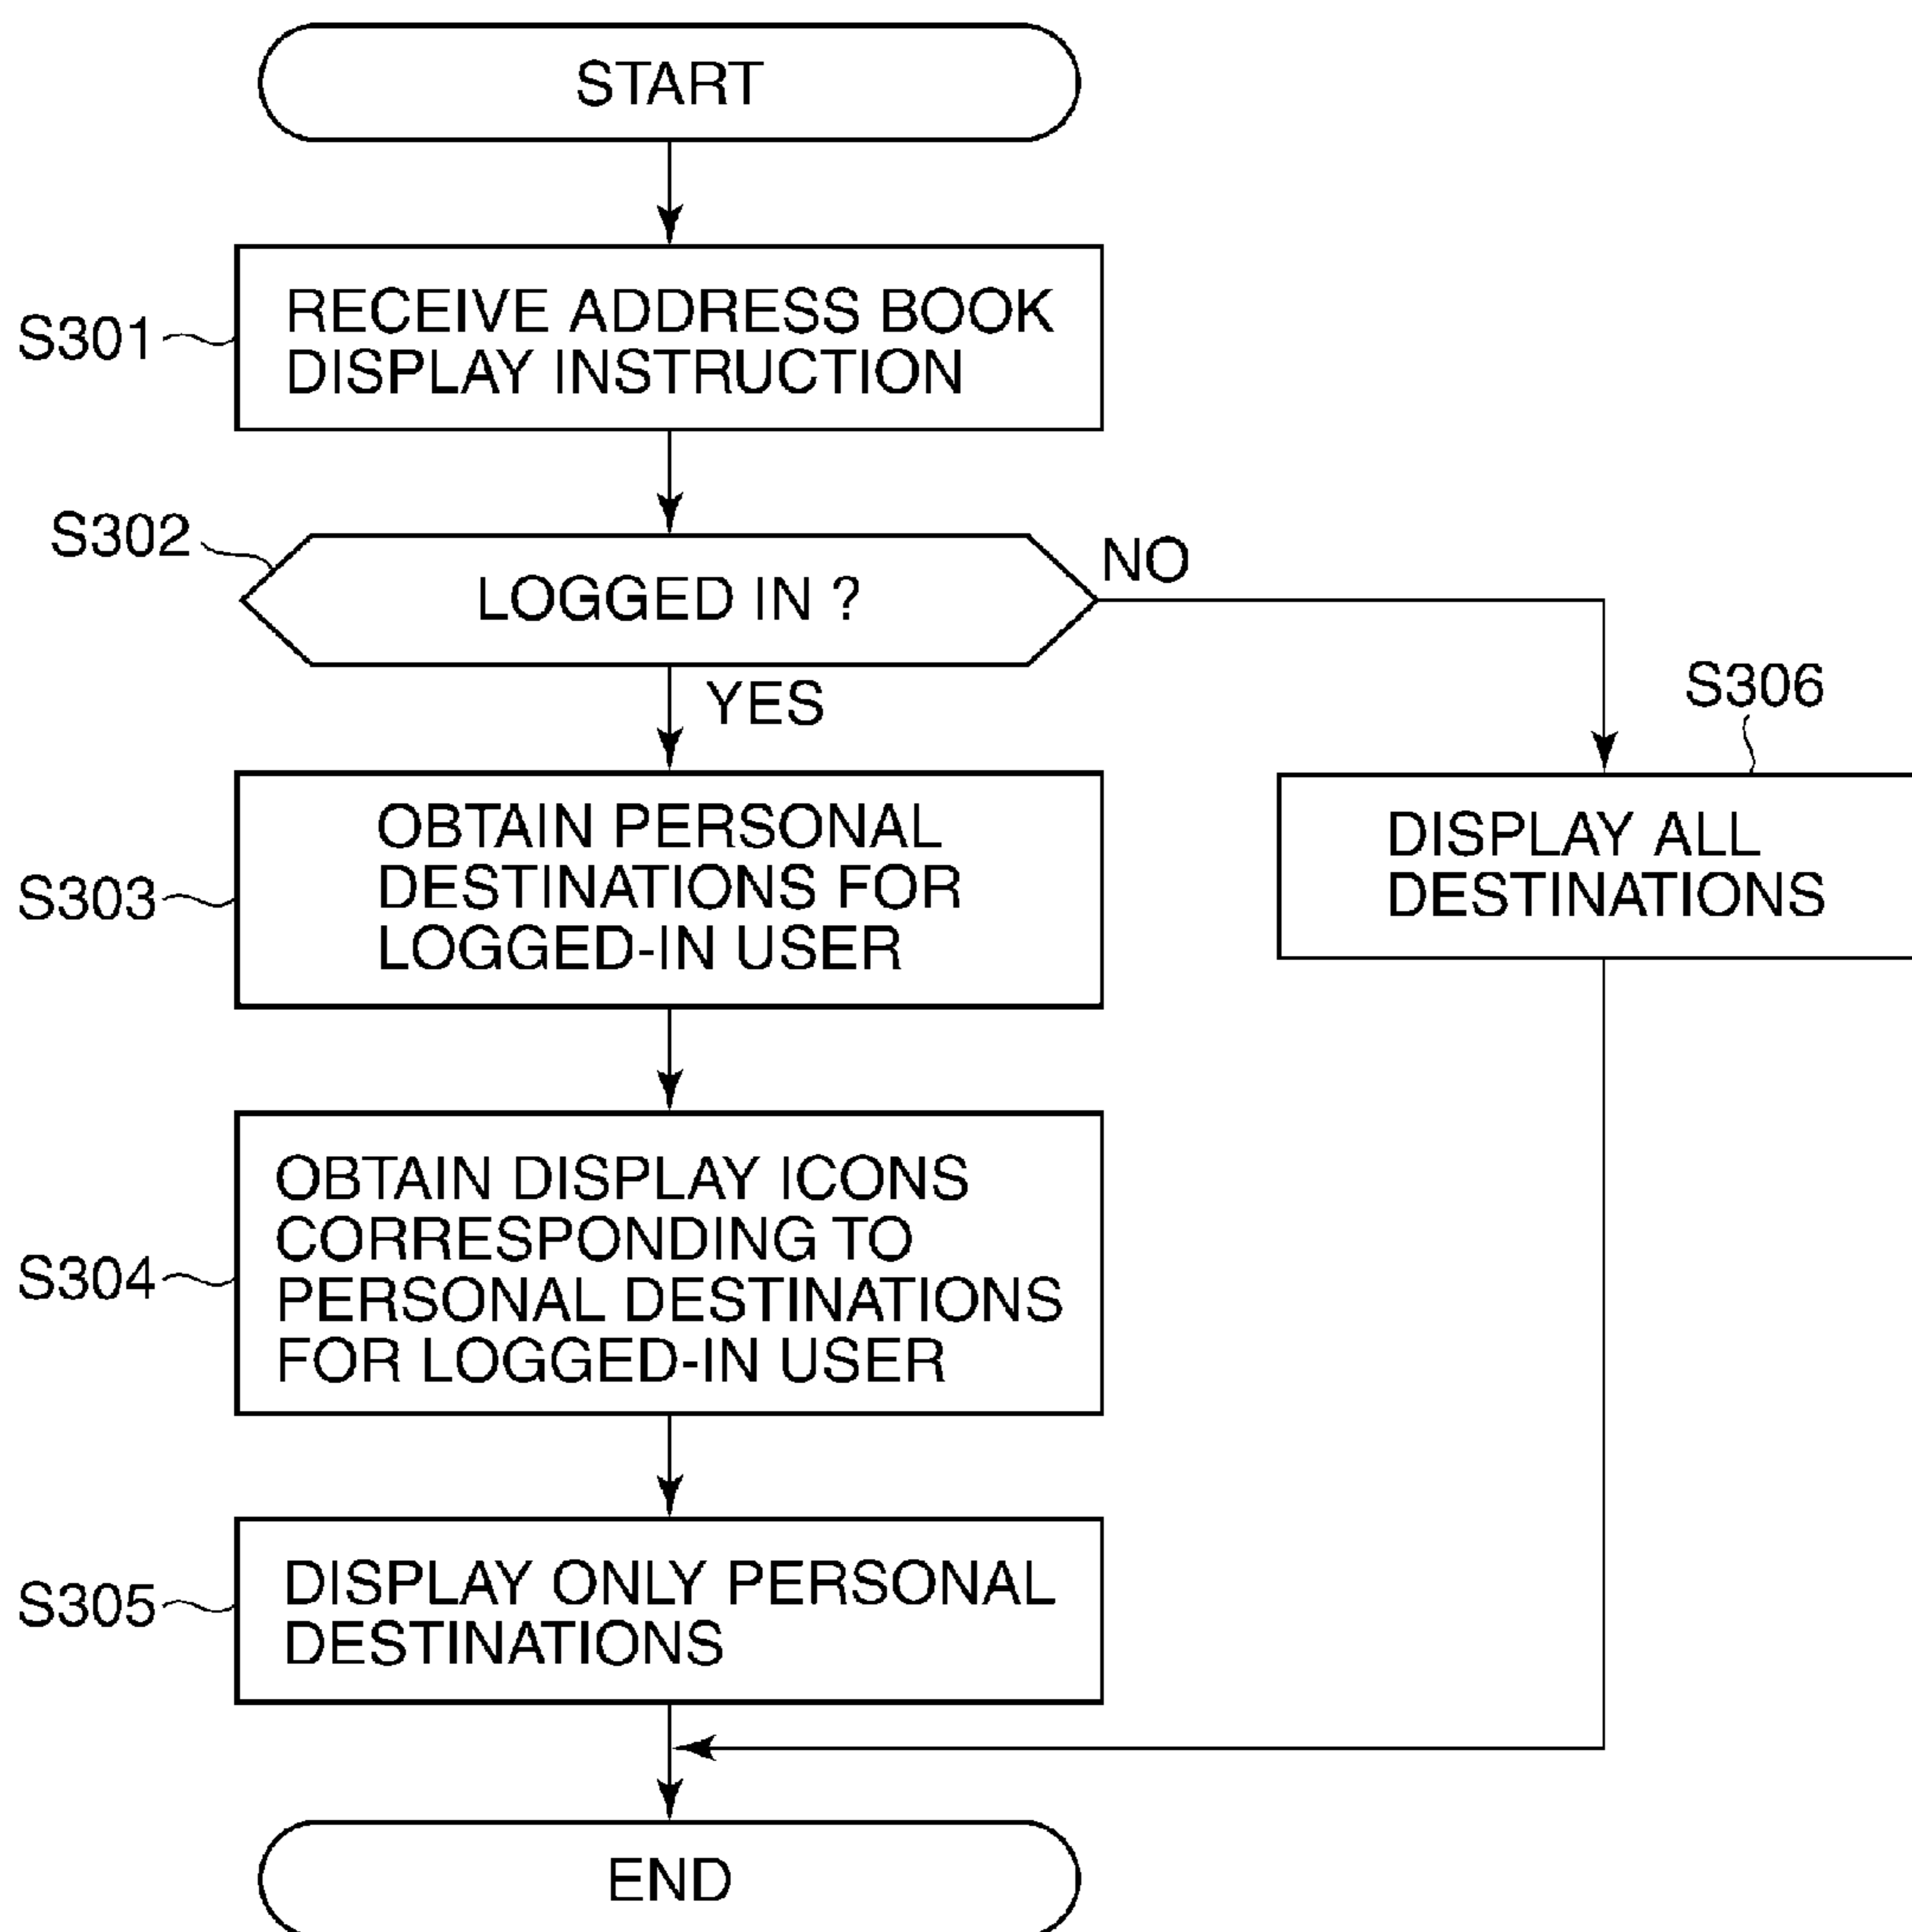 START
S301
RECEIVE ADDRESS BOOK
DISPLAY INSTRUCTION
S302
LOGGED IN ?
NO
YES
S306
S303
OBTAIN PERSONAL
DESTINATIONS FOR
LOGGED-IN USER
DISPLAY ALL
DESTINATIONS
S304
OBTAIN DISPLAY ICONS
CORRESPONDING TO
PERSONAL DESTINATIONS
FOR LOGGED-IN USER
S305
DISPLAY ONLY PERSONAL
DESTINATIONS
END